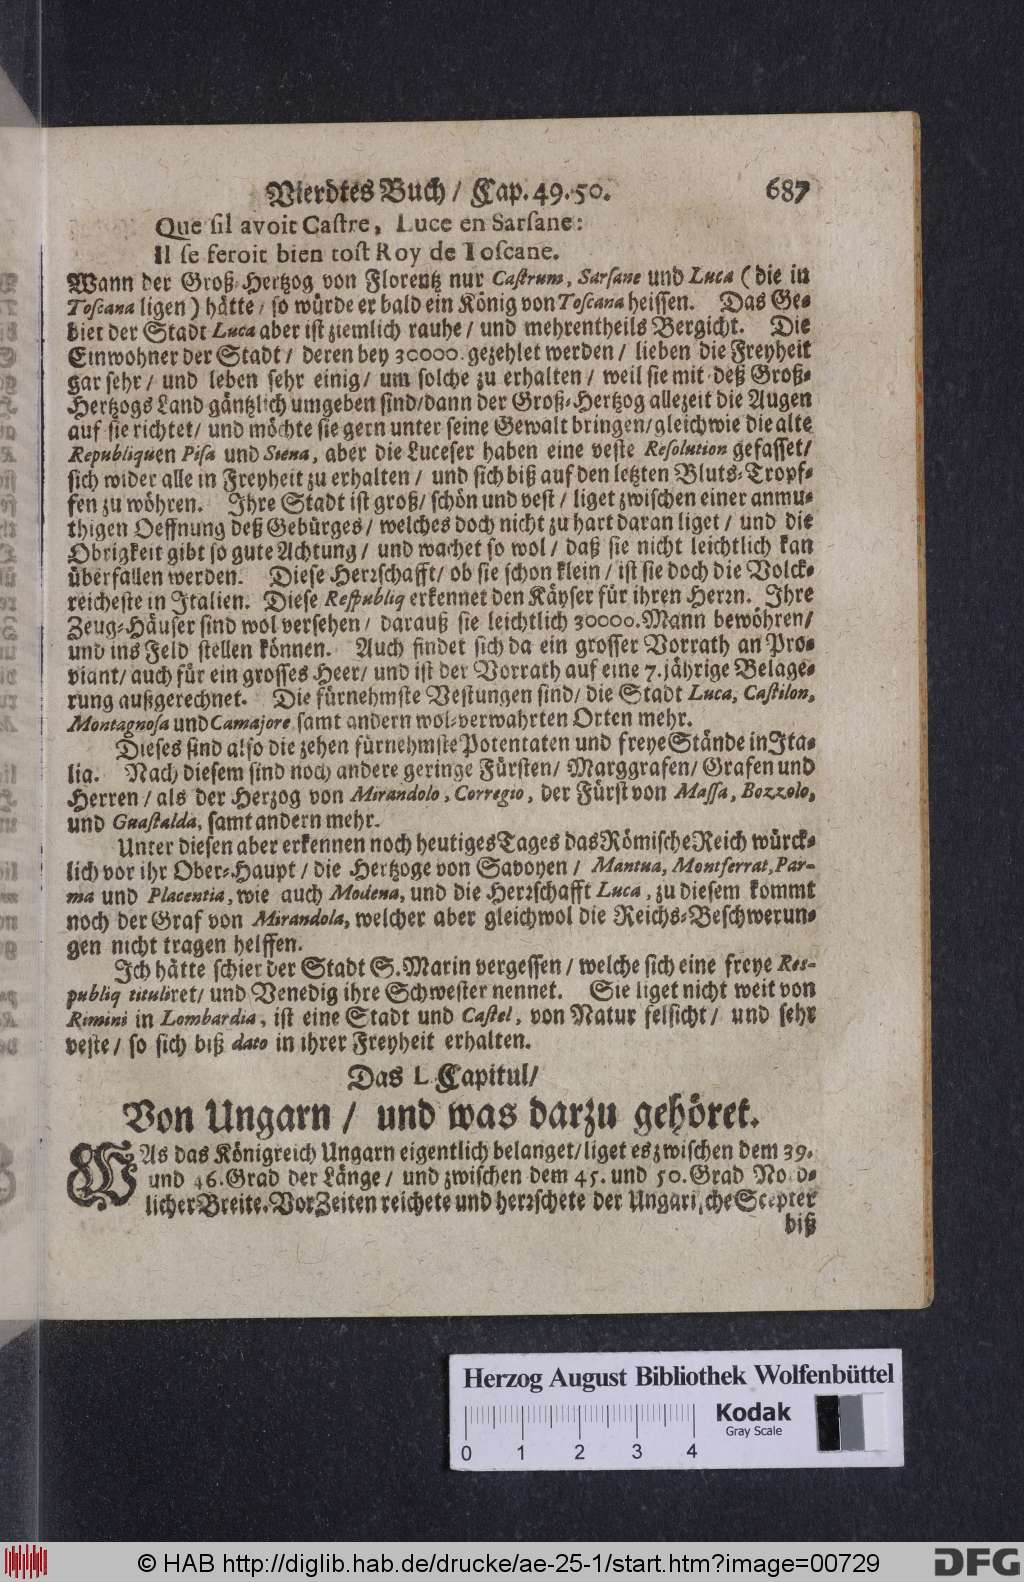 Vierdtes Buch / Cap. 49. 50. 687
Que sil avoit Castre, Luce en Sarsane:
Il se feroit bien tost Roy de Toscane.
Wann der Groß-Hertzog von Florentz nur Castrum, Sarsane und Luca (die in
Toscana ligen) hätte / so würde er bald ein König von Toscana heissen. Das Ge-
biet der Stadt Luca aber ist ziemlich rauhe / und mehrentheils Bergicht. Die
Einwohner der Stadt / deren bey 30000. gezehlet werden / lieben die Freyheit
gar sehr / und leben sehr einig / um solche zu erhalten / weil sie mit deß Groß-
Hertzogs Land gäntzlich umgeben sind / dann der Groß-Hertzog allezeit die Augen
auf sie richtet / und möchte sie gern unter seine Gewalt bringen / gleich wie die alte
Republiquen Pisa und Siena, aber die Luceser haben eine veste Resolution gefasset /
sich wider alle in Freyheit zu erhalten / und sich biß auf den letzten Bluts-Tropf-
fen zu wöhren. Ihre Stadt ist groß / schön und vest / liget zwischen einer anmu-
thigen Oeffnung deß Gebürges / welches doch nicht zu hart daran liget / und die
Obrigkeit gibt so gute Achtung / und wachet so wol / daß sie nicht leichtlich kan
überfallen werden. Diese Herrschafft / ob sie schon klein / ist sie doch die Volck-
reicheste in Italien. Diese Respubliq erkennet den Käyser für ihren Herrn. Ihre
Zeug-Häuser sind wol versehen / darauß sie leichtlich 30000. Mann bewöhren /
und ins Feld stellen können. Auch findet sich da ein grosser Vorrath an Pro-
viant / auch für ein grosses Heer / und ist der Vorrath auf eine 7. jährige Belage-
rung außgerechnet. Die fürnehmste Vestungen sind / die Stadt Luca, Castilon,
Montagnosa und Camajore samt andern wol-verwahrten Orten mehr.
Dieses sind also die zehen fürnehmste Potentaten und freye Stände in Ita-
lia. Nach diesem sind noch andere geringe Fürsten / Marggrafen / Grafen und
Herren / als der Herzog von Mirandolo, Corregio, der Fürst von Massa, Bozzolo,
und Guastalda, samt andern mehr.
Unter diesen aber erkennen noch heutiges Tages das Römische Reich würck-
lich vor ihr Ober-Haupt / die Hertzoge von Savoyen / Mantua, Montferrat, Par-
ma und Placentia, wie auch Modena, und die Herrschafft Luca, zu diesem kommt
noch der Graf von Mirandola, welcher aber gleichwol die Reichs-Beschwerun-
gen nicht tragen helffen.
Ich hätte schier der Stadt S. Marin vergessen / welche sich eine freye Res-
publiq tituliret / und Venedig ihre Schwester nennet. Sie liget nicht weit von
Rimini in Lombardia, ist eine Stadt und Castel, von Natur felsicht / und sehr
veste / so sich biß dato in ihrer Freyheit erhalten.
Das L. Capitul /
Von Ungarn / und was darzu gehöret.
WAs das Königreich Ungarn eigentlich belanget / liget es zwischen dem 39.
und 46. Grad der Länge / und zwischen dem 45. und 50. Grad Nord-
licher Breite. Vor Zeiten reichete und herrschete der Ungarische Scepter
biß
Herzog August Bibliothek Wolfenbüttel
Kodak
Gray Scale
0 1 2 3 4
© HAB http://diglib.hab.de/drucke/ae-25-1/start.htm?image=00729
DFG